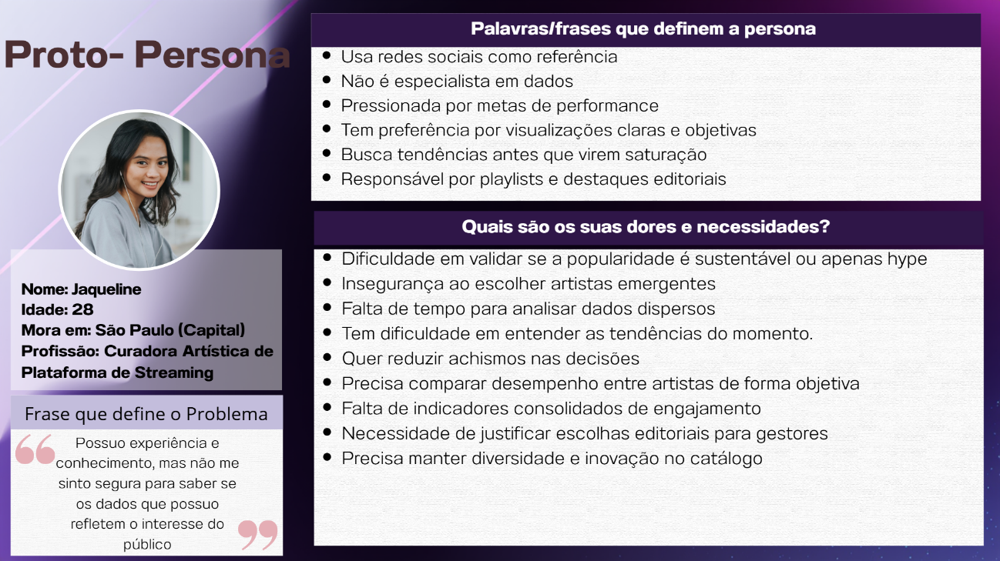 Proto- Persona
Nome: Jaqueline
Idade: 28
Mora em: São Paulo (Capital)
Profissão: Curadora Artística de
Plataforma de Streaming
Frase que define o Problema
Possuo experiência e
conhecimento, mas não me
sinto segura para saber se
os dados que possuo
refletem o interesse do
público
Palavras/frases que definem a persona
Usa redes sociais como referência
Não é especialista em dados
Pressionada por metas de performance
Tem preferência por visualizações claras e objetivas
Busca tendências antes que virem saturação
Responsável por playlists e destaques editoriais
Quais são os suas dores e necessidades?
Dificuldade em validar se a popularidade é sustentável ou apenas hype
Insegurança ao escolher artistas emergentes
Falta de tempo para analisar dados dispersos
Tem dificuldade em entender as tendências do momento.
Quer reduzir achismos nas decisões
Precisa comparar desempenho entre artistas de forma objetiva
Falta de indicadores consolidados de engajamento
Necessidade de justificar escolhas editoriais para gestores
Precisa manter diversidade e inovação no catálogo